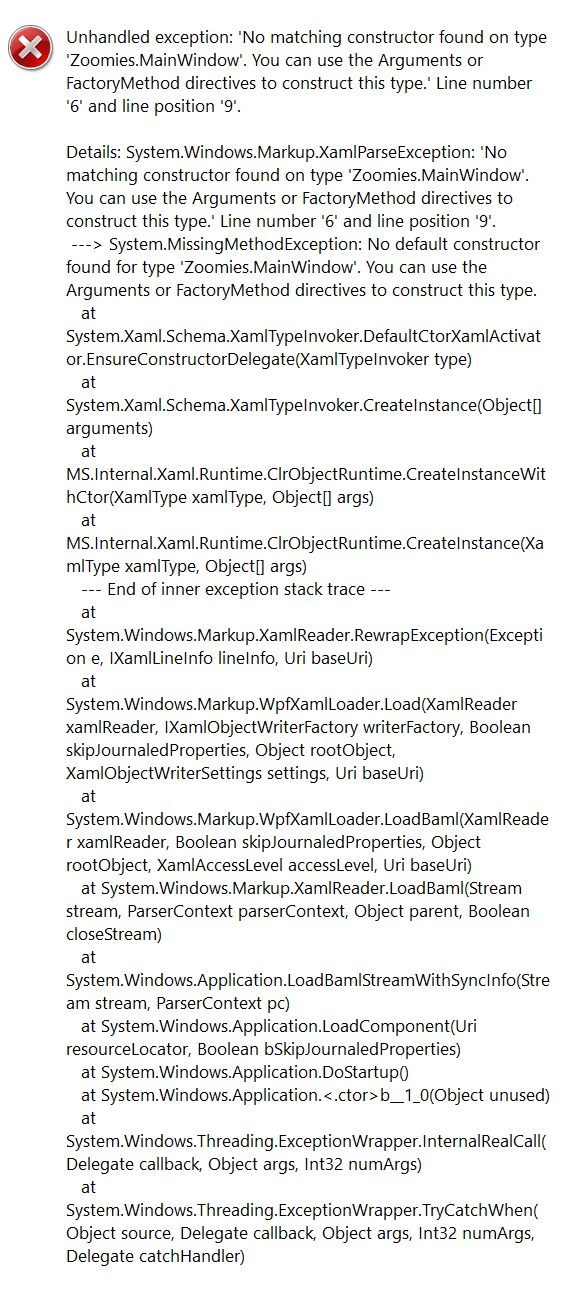 Unhandled exception: 'No matching constructor found on type
'Zoomies.MainWindow'. You can use the Arguments or
FactoryMethod directives to construct this type.' Line number
'6' and line position '9'.

Details: System.Windows.Markup.XamlParseException: 'No
matching constructor found on type 'Zoomies.MainWindow'.
You can use the Arguments or FactoryMethod directives to
construct this type.' Line number '6' and line position '9'.
---> System.MissingMethodException: No default constructor
found for type 'Zoomies.MainWindow'. You can use the
Arguments or FactoryMethod directives to construct this type.
at
System.Xaml.Schema.XamlTypeInvoker.DefaultCtorXamlActivat
or.EnsureConstructorDelegate(XamlTypeInvoker type)
at
System.Xaml.Schema.XamlTypeInvoker.CreateInstance(Object[]
arguments)
at
MS.Internal.Xaml.Runtime.ClrObjectRuntime.CreateInstanceWit
hCtor(XamlType xamlType, Object[] args)
at
MS.Internal.Xaml.Runtime.ClrObjectRuntime.CreateInstance(Xa
mlType xamlType, Object[] args)
--- End of inner exception stack trace ---
at
System.Windows.Markup.XamlReader.RewrapException(Excepti
on e, IXamlLineInfo lineInfo, Uri baseUri)
at
System.Windows.Markup.WpfXamlLoader.Load(XamlReader
xamlReader, IXamlObjectWriterFactory writerFactory, Boolean
skipJournaledProperties, Object rootObject,
XamlObjectWriterSettings settings, Uri baseUri)
at
System.Windows.Markup.WpfXamlLoader.LoadBaml(XamlReade
r xamlReader, Boolean skipJournaledProperties, Object
rootObject, XamlAccessLevel accessLevel, Uri baseUri)
at System.Windows.Markup.XamlReader.LoadBaml(Stream
stream, ParserContext parserContext, Object parent, Boolean
closeStream)
at
System.Windows.Application.LoadBamlStreamWithSyncInfo(Stre
am stream, ParserContext pc)
at System.Windows.Application.LoadComponent(Uri
resourceLocator, Boolean bSkipJournaledProperties)
at System.Windows.Application.DoStartup()
at System.Windows.Application.<.ctor>b__1_0(Object unused)
at
System.Windows.Threading.ExceptionWrapper.InternalRealCall(
Delegate callback, Object args, Int32 numArgs)
at
System.Windows.Threading.ExceptionWrapper.TryCatchWhen(
Object source, Delegate callback, Object args, Int32 numArgs,
Delegate catchHandler)